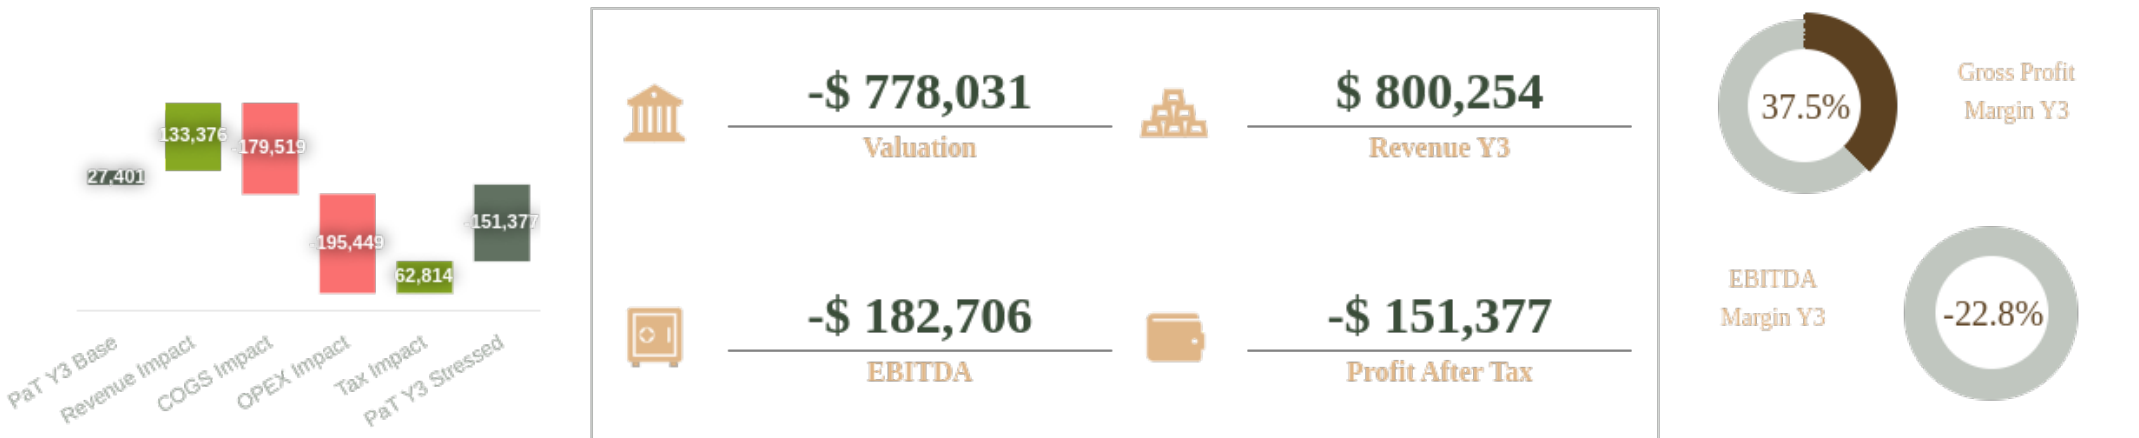 27,401
133,376
-179,519
-195,449
62,814
-151,377
PaT Y3 Base
Revenue Impact
COGS Impact
OPEX Impact
Tax Impact
PaT Y3 Stressed
-$ 778,031
Valuation
$ 800,254
Revenue Y3
-$ 182,706
EBITDA
-$ 151,377
Profit After Tax
37.5%
Gross Profit
Margin Y3
EBITDA
Margin Y3
-22.8%